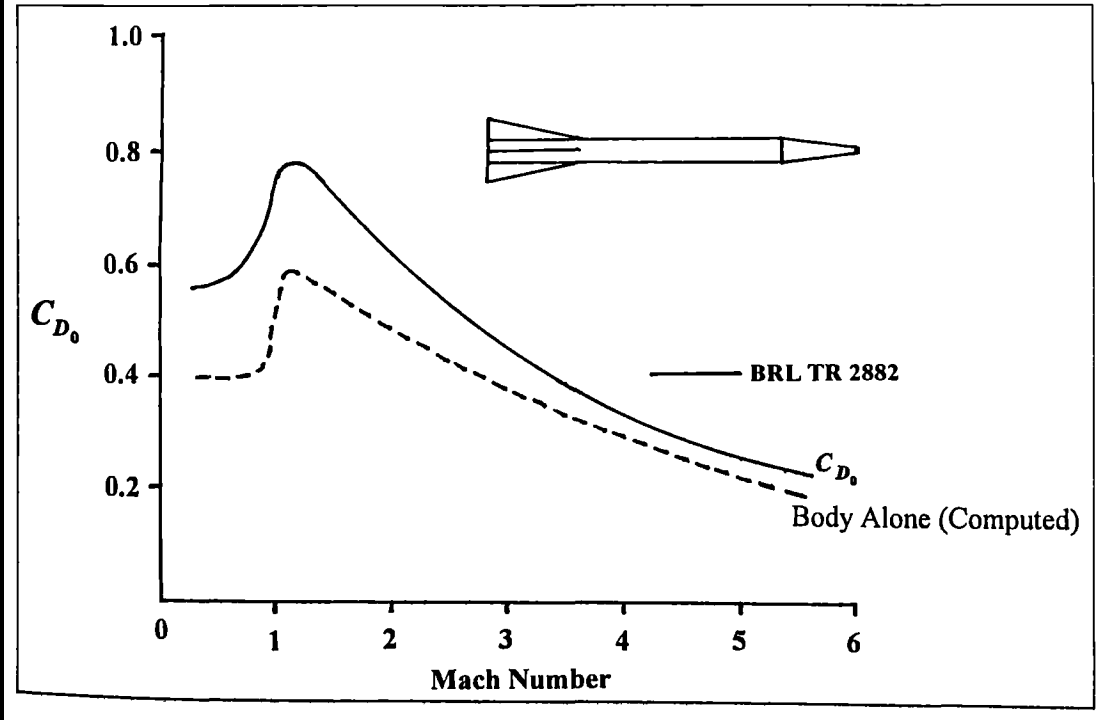 1.0
0.8
0.6
0.4
0.2
C_{D_0}
BRL TR 2882
C_{D_0}
Body Alone (Computed)
0 1 2 3 4 5 6
Mach Number